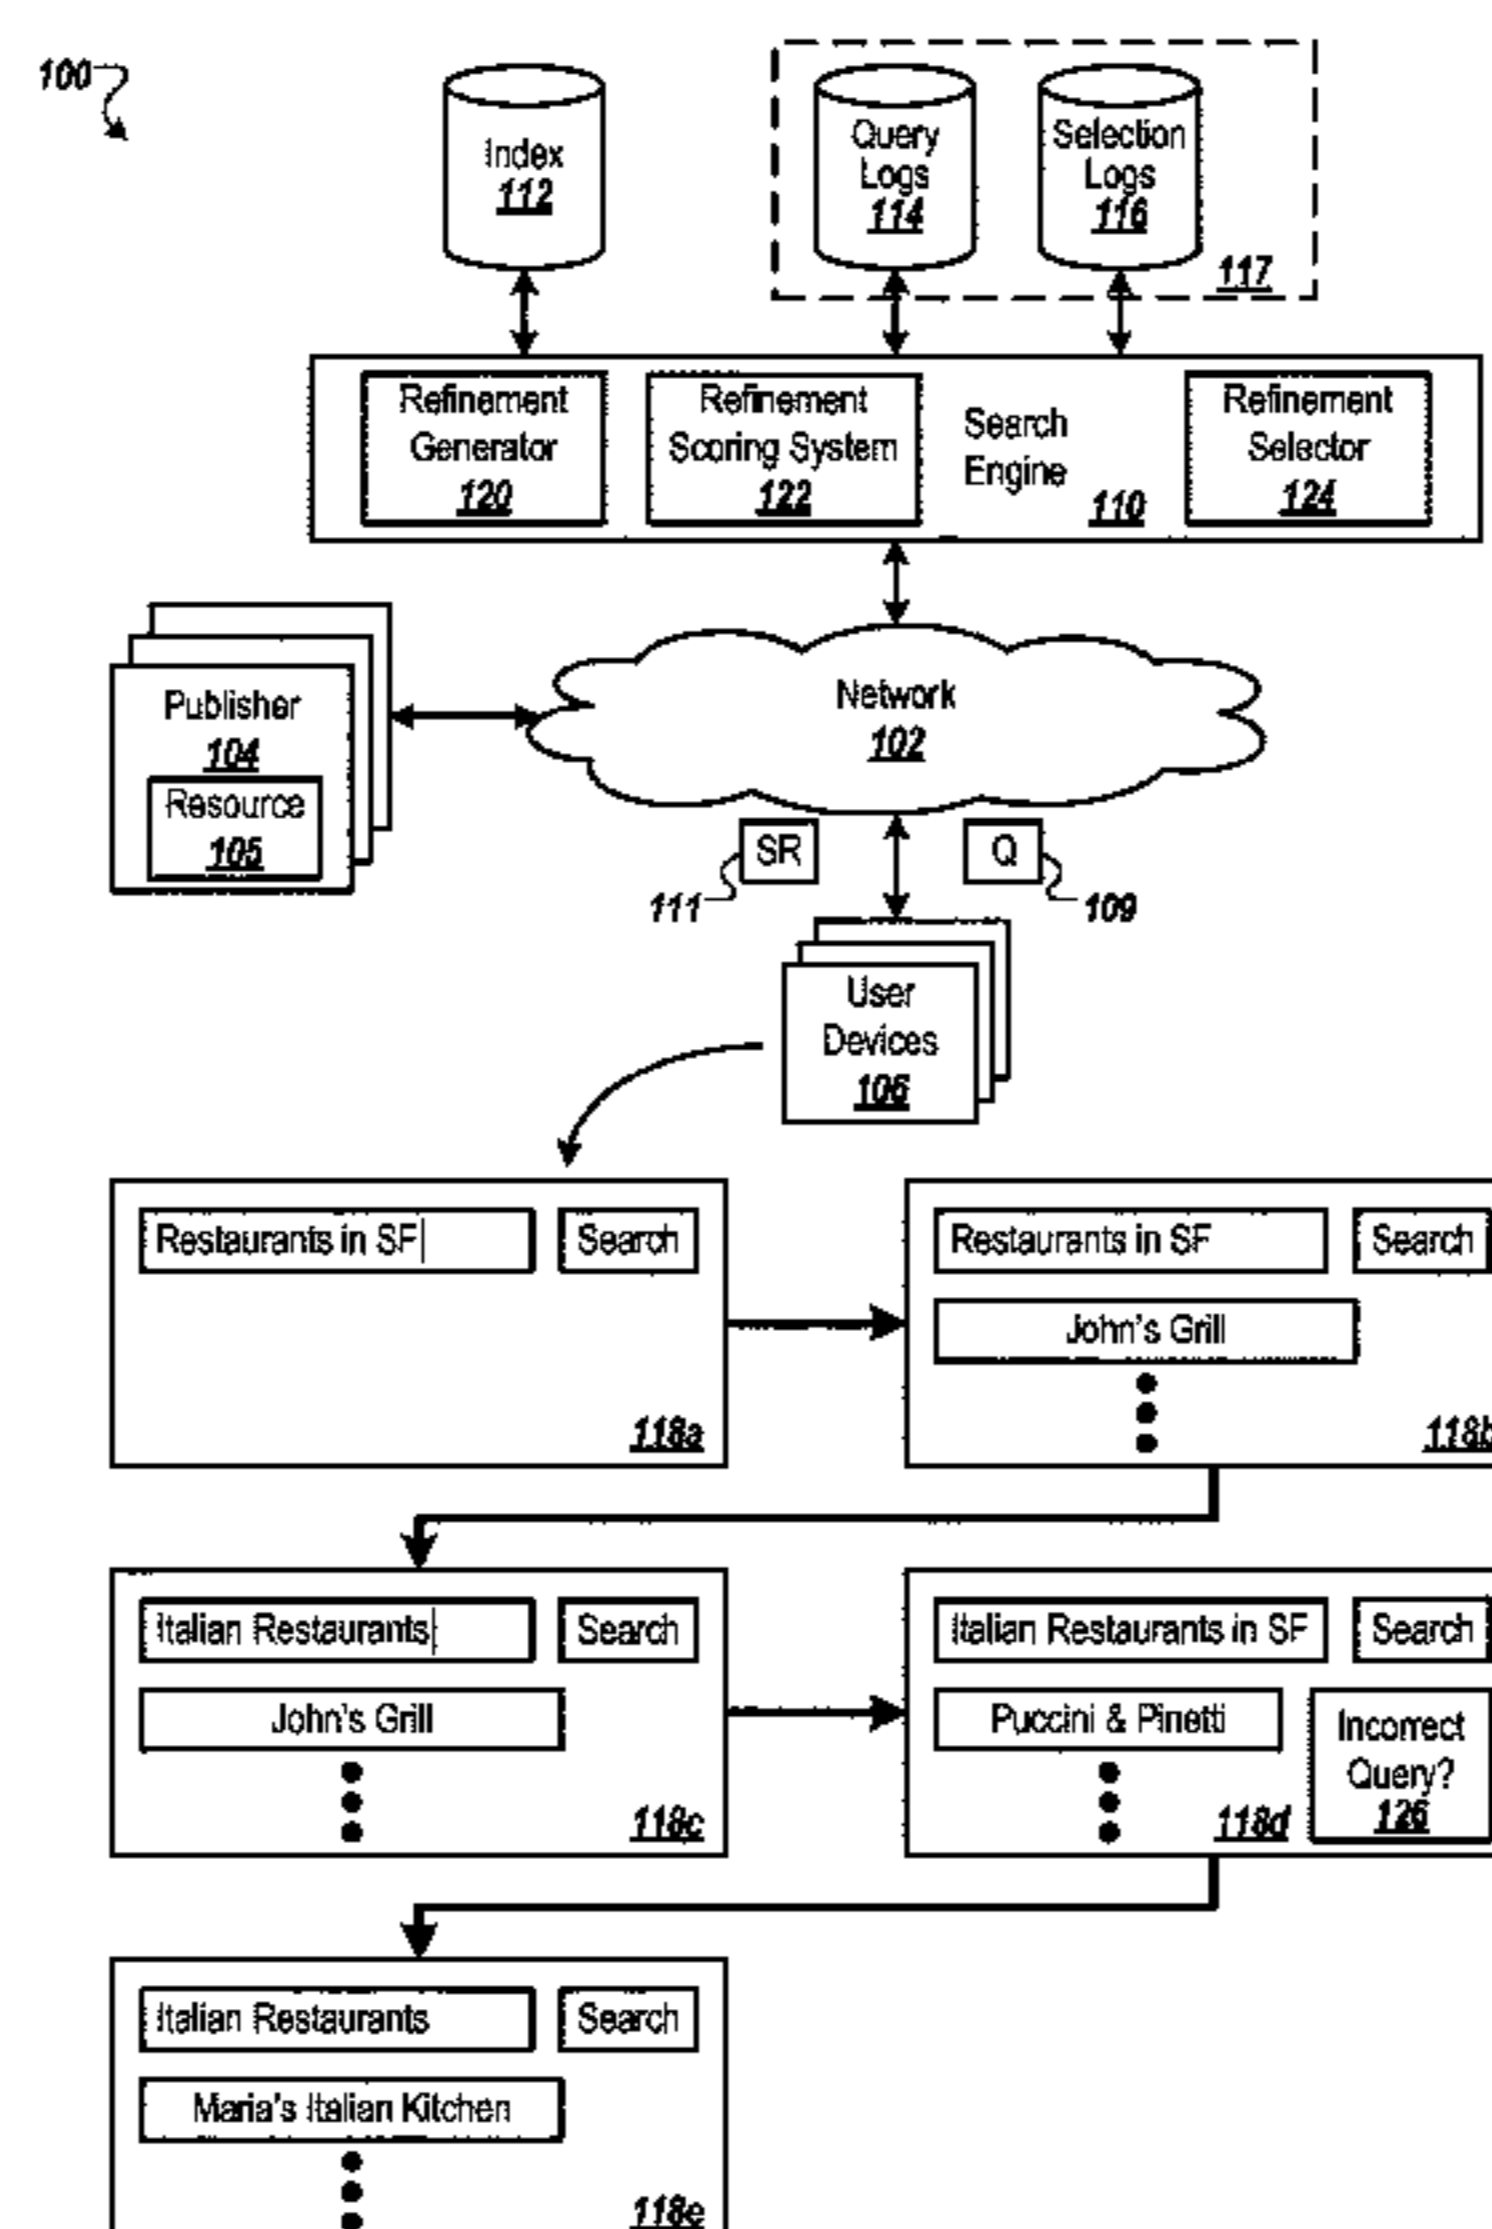 100
Index
112
Query
Logs
114
Selection
Logs
116
117
Refinement
Generator
120
Refinement
Scoring System
122
Search
Engine
110
Refinement
Selector
124
Publisher
104
Resource
105
Network
102
SR
Q
111
109
User
Devices
106
Restaurants in SF
Search
118a
Restaurants in SF
Search
John's Grill
118b
Italian Restaurants
Search
John's Grill
118c
Italian Restaurants in SF
Search
Puccini & Pinetti
Incorrect
Query?
126
118d
Italian Restaurants
Search
Maria's Italian Kitchen
118e